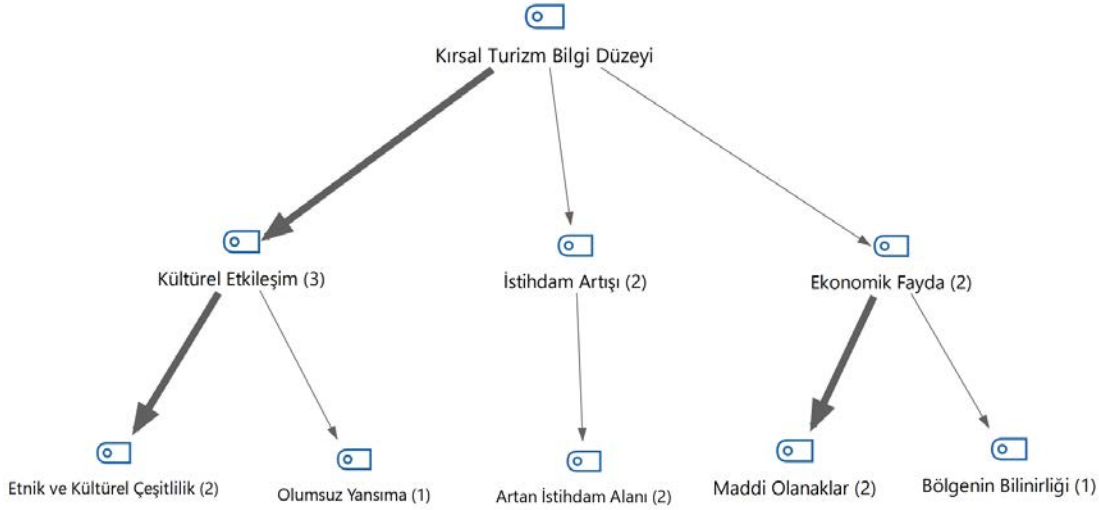 Kırsal Turizm Bilgi Düzeyi
Kültürel Etkileşim (3)
İstihdam Artışı (2)
Ekonomik Fayda (2)
Etnik ve Kültürel Çeşitlilik (2)
Olumsuz Yansıma (1)
Artan İstihdam Alanı (2)
Maddi Olanaklar (2)
Bölgenin Bilinirliği (1)